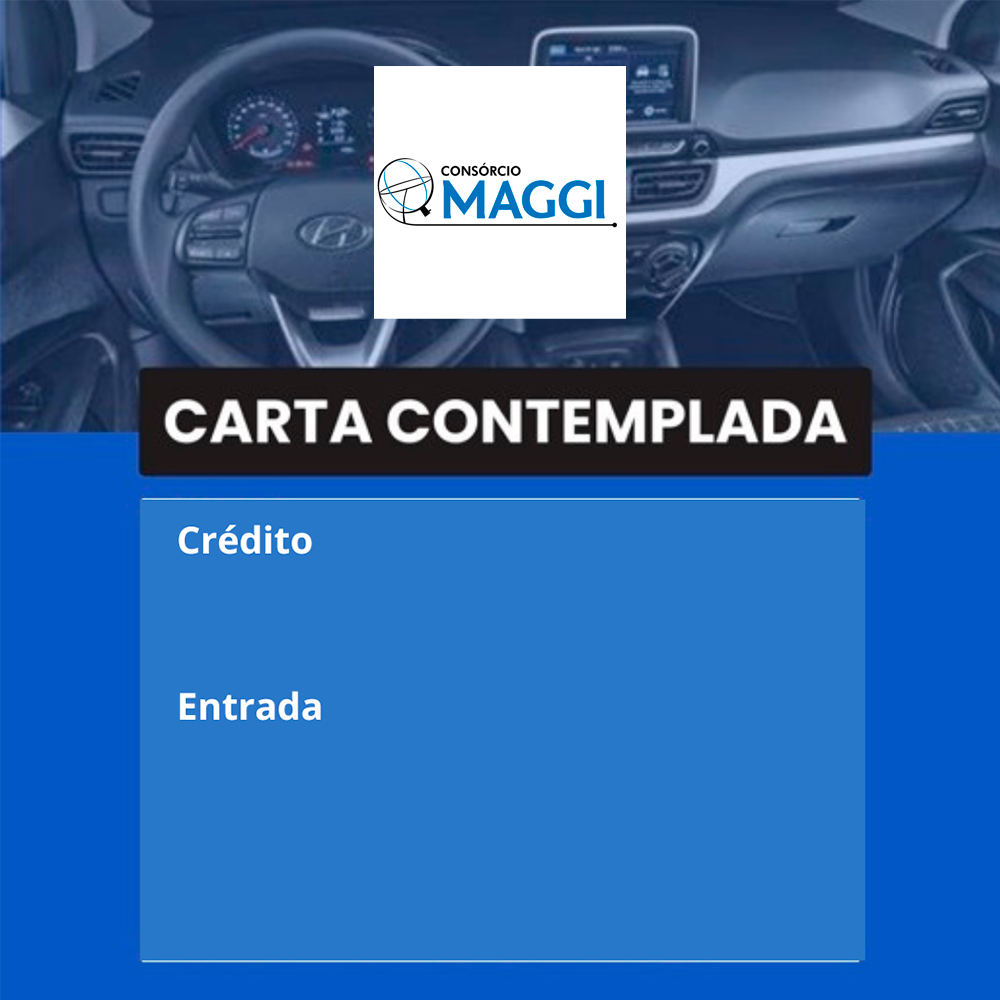 CONSÓRCIO
MAGGI
CARTA CONTEMPLADA
Crédito
Entrada